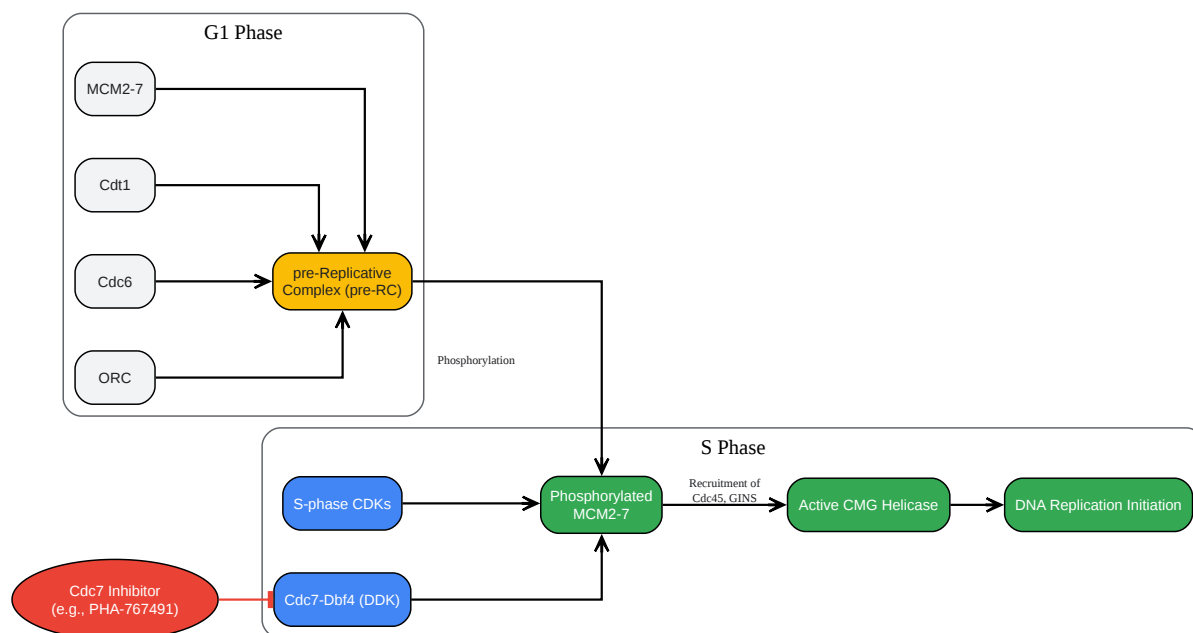 G1 Phase
MCM2-7
Cdt1
Cdc6
pre-Replicative
Complex (pre-RC)
ORC
Phosphorylation
S Phase
S-phase CDKs
Phosphorylated
MCM2-7
Recruitment of
Cdc45, GINS
Active CMG Helicase
DNA Replication Initiation
Cdc7 Inhibitor
(e.g., PHA-767491)
Cdc7-Dbf4 (DDK)